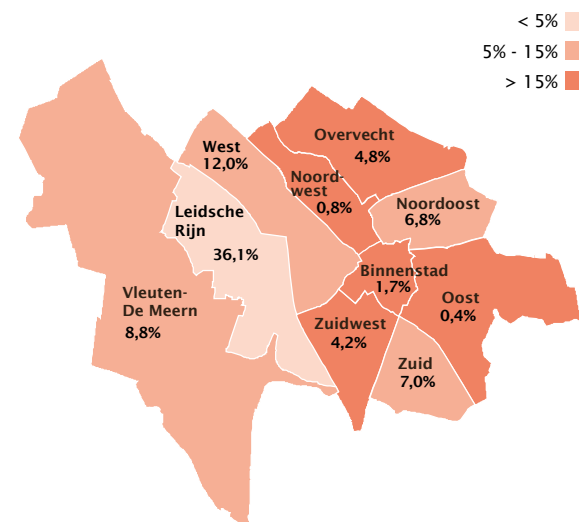 < 5%
5% - 15%
> 15%
Overvecht
4,8%
West
12,0%
Noord-
west
0,8%
Noordoost
6,8%
Leidsche
Rijn
36,1%
Binnenstad
1,7%
Oost
0,4%
Vleuten-
De Meern
8,8%
Zuidwest
4,2%
Zuid
7,0%